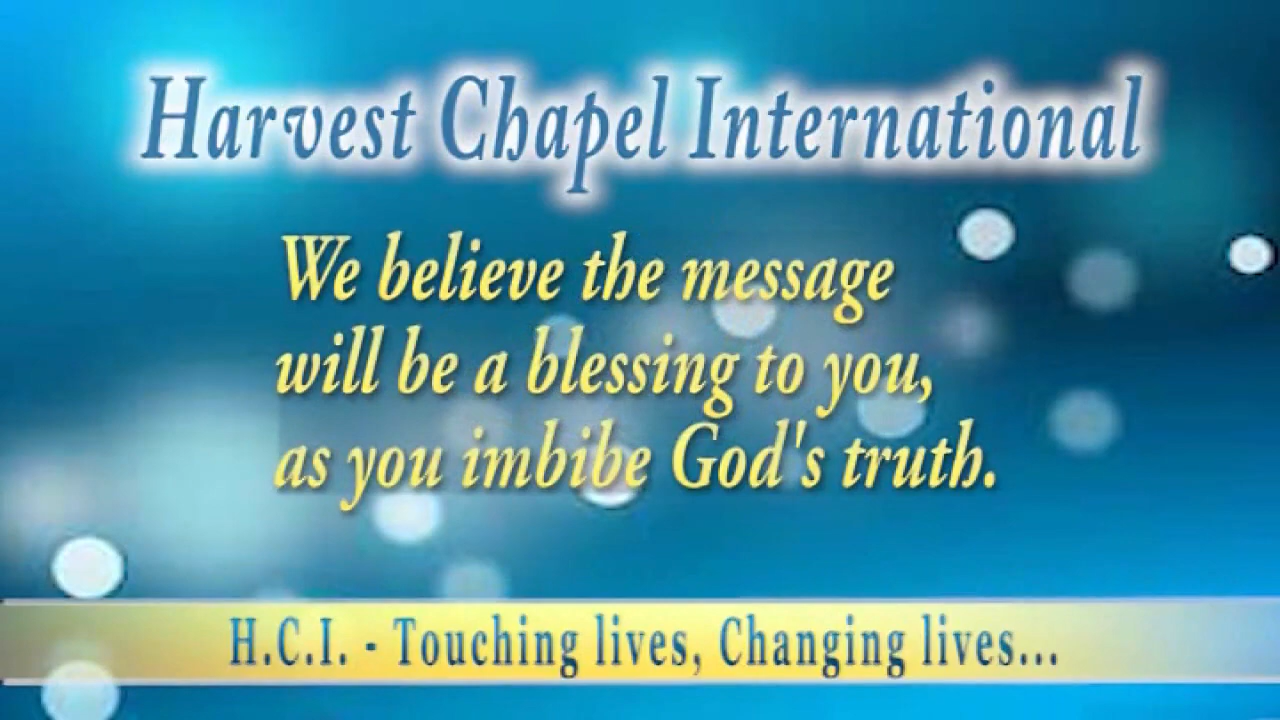 Harvest Chapel International
We believe the message
will be a blessing to you,
as you imbibe God's truth.
H.C.I. - Touching lives, Changing lives...